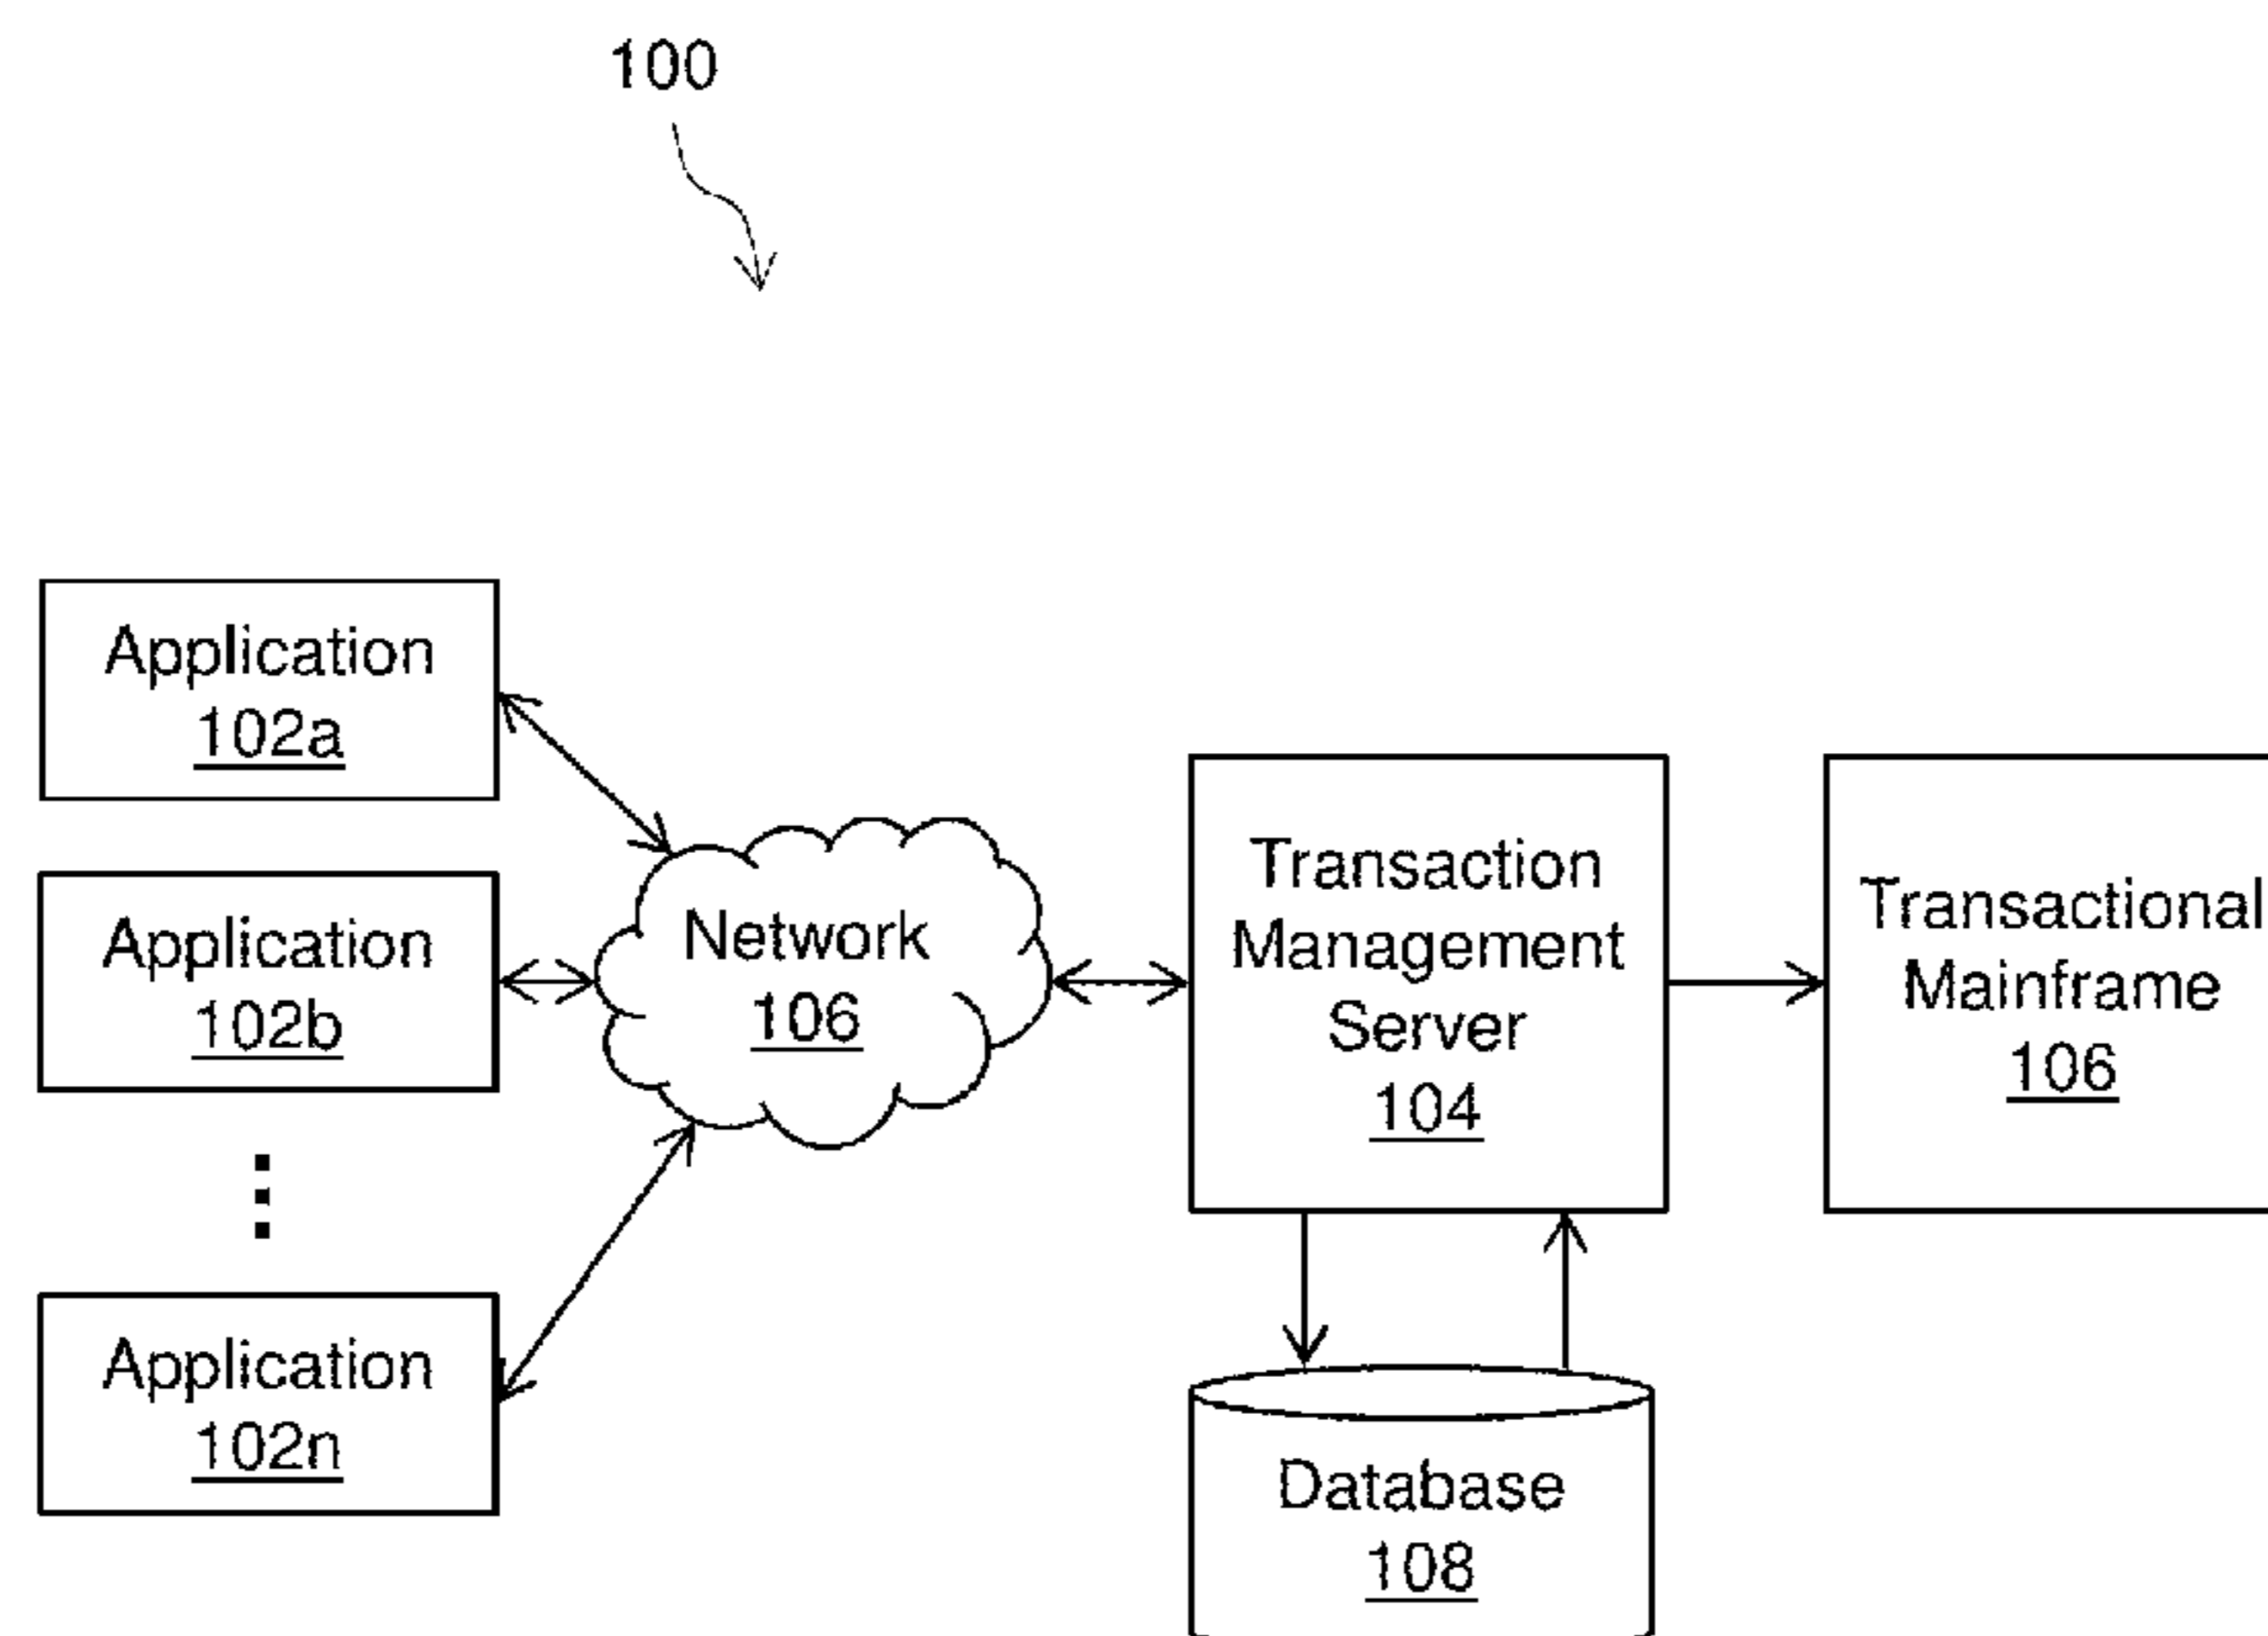 100
Application
102a
Application
102b
Application
102n
Network
106
Transaction
Management
Server
104
Transactional
Mainframe
106
Database
108